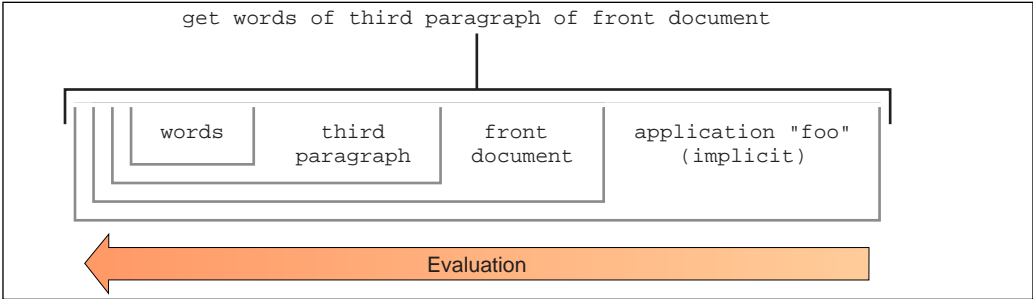 get words of third paragraph of front document
words third front application "foo"
paragraph document (implicit)
Evaluation